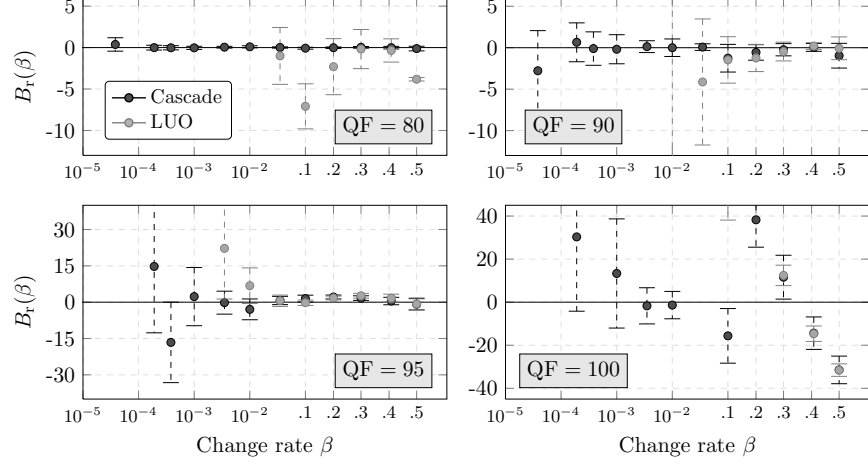 5
0
-5
-10
B_r(β)
Cascade
LUO
QF = 80
10⁻⁵ 10⁻⁴ 10⁻³ 10⁻² .1 .2 .3 .4 .5
5
0
-5
-10
QF = 90
10⁻⁵ 10⁻⁴ 10⁻³ 10⁻² .1 .2 .3 .4 .5
30
15
0
-15
-30
B_r(β)
QF = 95
10⁻⁵ 10⁻⁴ 10⁻³ 10⁻² .1 .2 .3 .4 .5
Change rate β
40
20
0
-20
-40
QF = 100
10⁻⁵ 10⁻⁴ 10⁻³ 10⁻² .1 .2 .3 .4 .5
Change rate β